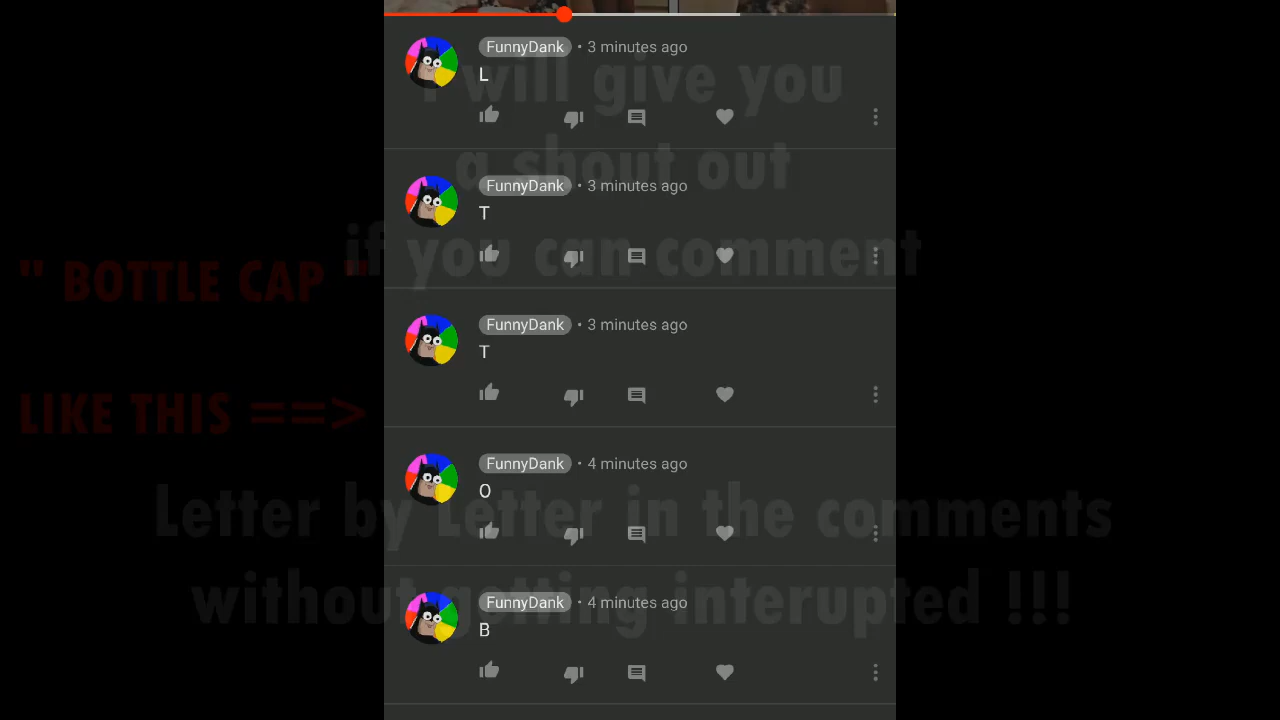 FunnyDank • 3 minutes ago
L
I will give you
a shout out
FunnyDank • 3 minutes ago
T
if you can comment
" BOTTLE CAP "
FunnyDank • 3 minutes ago
T
LIKE THIS ==>
FunnyDank • 4 minutes ago
O
Letter by Letter in the comments
without getting interupted !!!
FunnyDank • 4 minutes ago
B